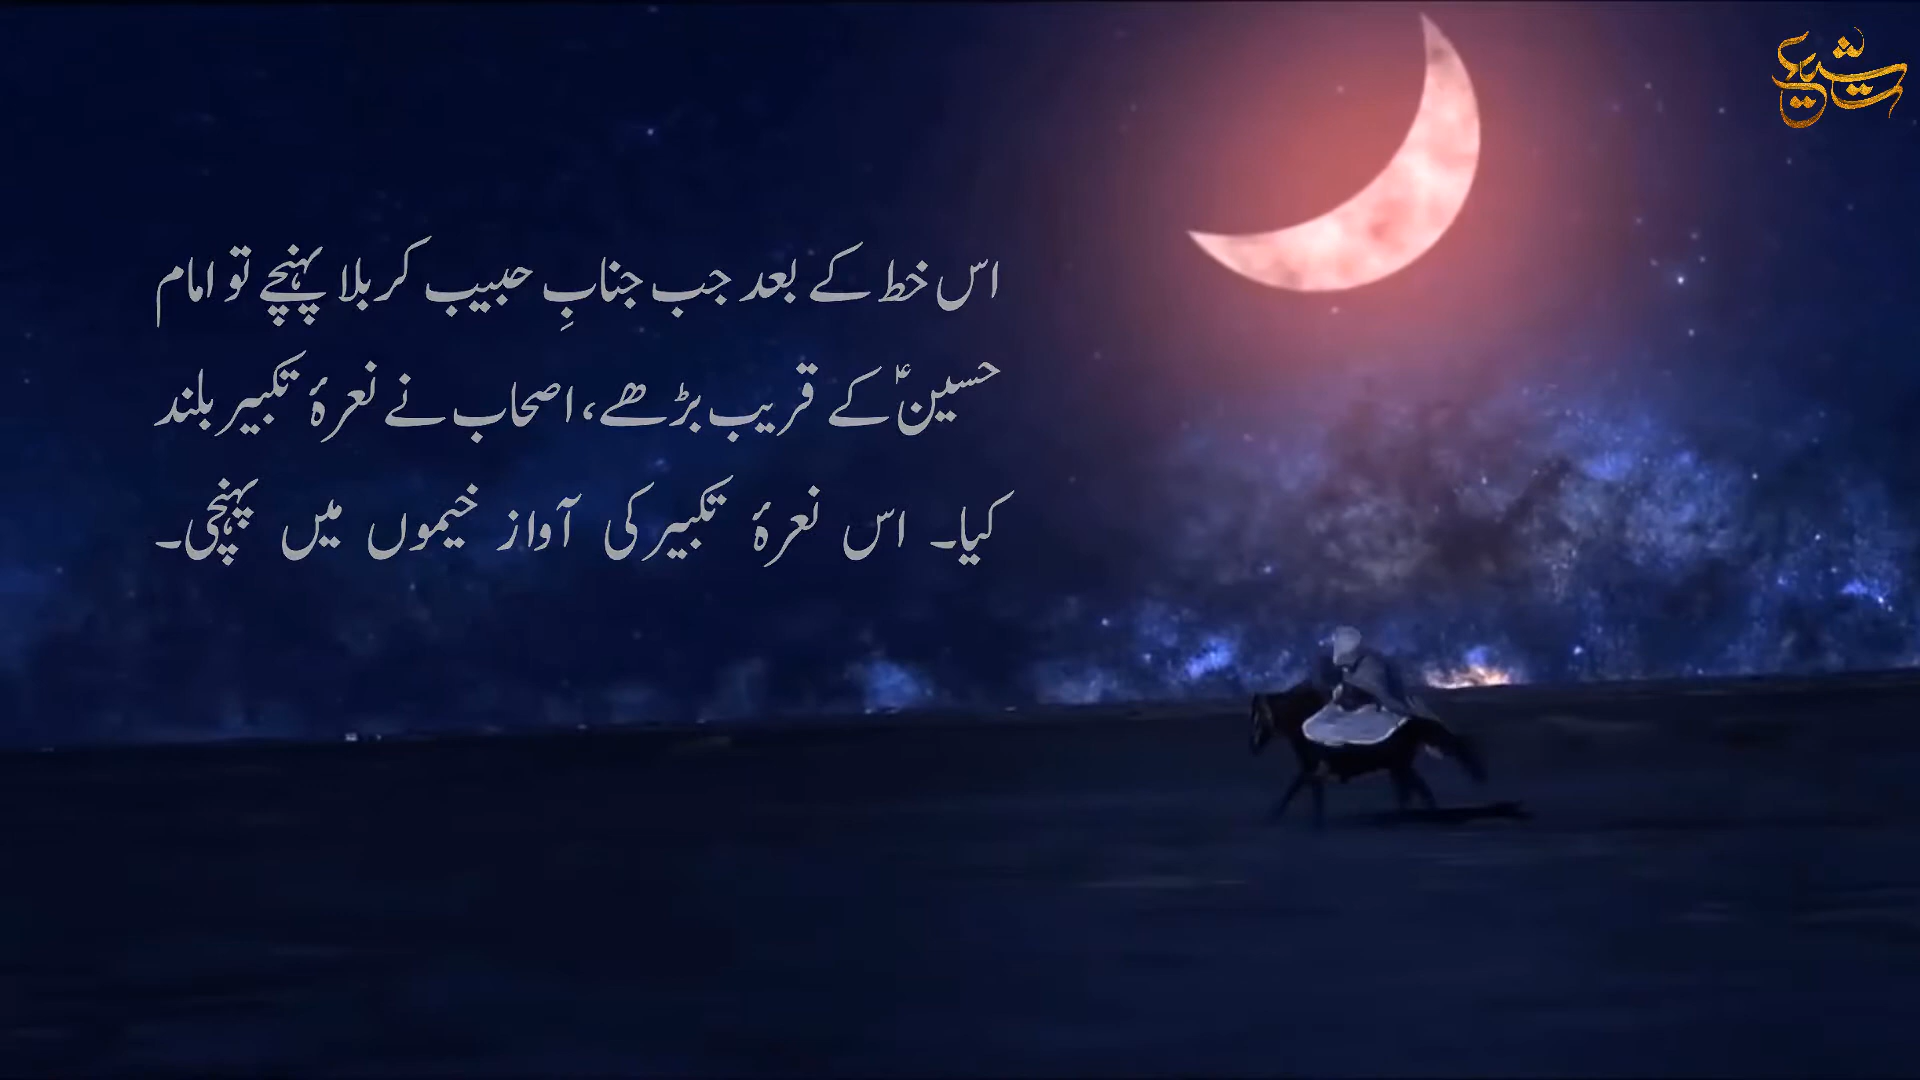 اس خط کے بعد جب جنابِ حبیب کربلا پہنچے تو امام
حسینؑ کے قریب بڑھے، اصحاب نے نعرۂ تکبیر بلند
کیا۔ اس نعرۂ تکبیر کی آواز خیموں میں پہنچی۔